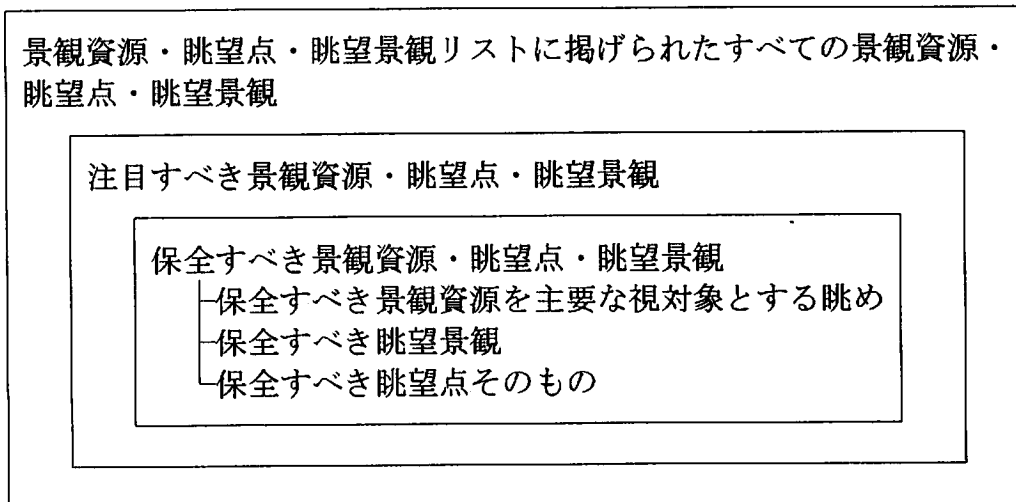 景観資源・眺望点・眺望景観リストに掲げられたすべての景観資源・
眺望点・眺望景観
注目すべき景観資源・眺望点・眺望景観
保全すべき景観資源・眺望点・眺望景観
保全すべき景観資源を主要な視対象とする眺め
保全すべき眺望景観
保全すべき眺望点そのもの